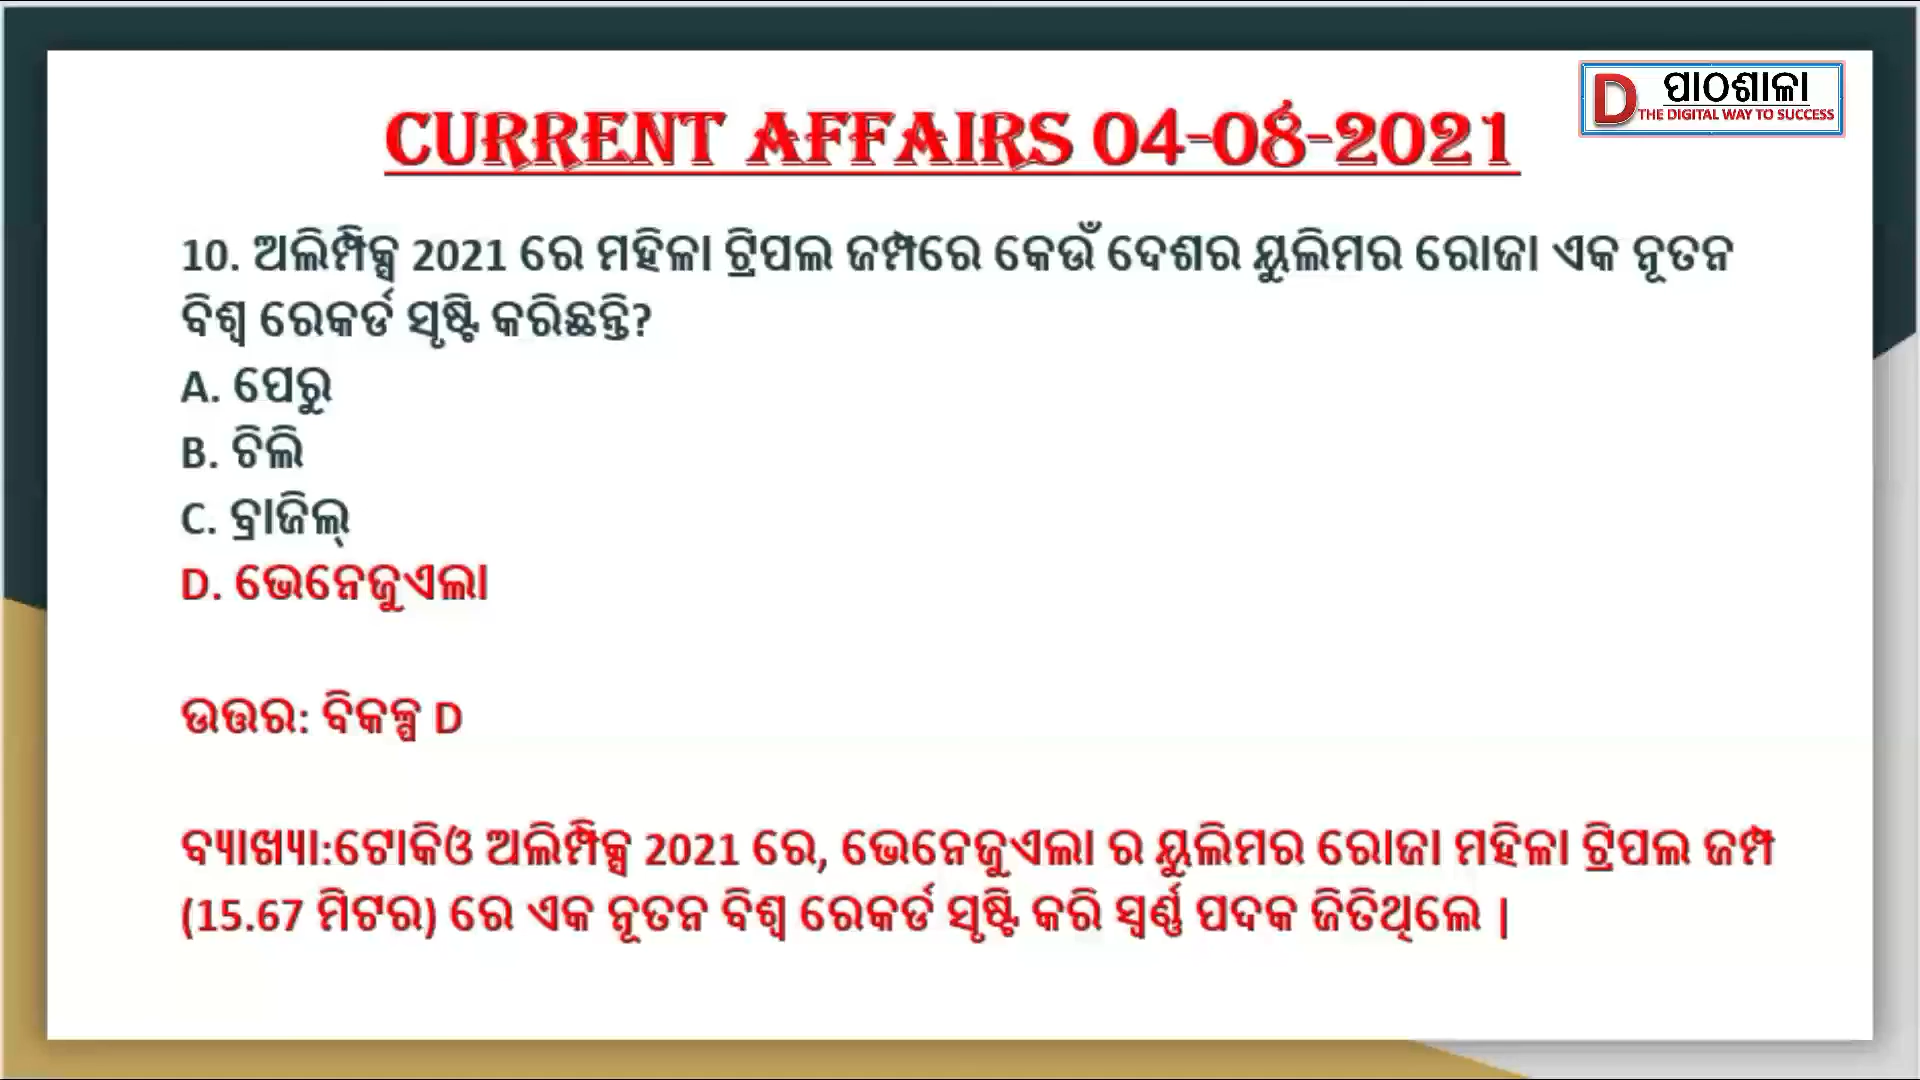 D ପାଠଶାଳା
THE DIGITAL WAY TO SUCCESS
CURRENT AFFAIRS 04-08-2021
10. ଅଲିମ୍ପିକ୍ସ 2021 ରେ ମହିଳା ଟ୍ରିପଲ ଜମ୍ପରେ କେଉଁ ଦେଶର ୟୁଲିମର ରୋଜା ଏକ ନୂତନ
ବିଶ୍ୱ ରେକର୍ଡ ସୃଷ୍ଟି କରିଛନ୍ତି?
A. ପେରୁ
B. ଚିଲି
C. ବ୍ରାଜିଲ୍
D. ଭେନେଜୁଏଲା
ଉତ୍ତର: ବିକଳ୍ପ D
ବ୍ୟାଖ୍ୟା:ଟୋକିଓ ଅଲିମ୍ପିକ୍ସ 2021 ରେ, ଭେନେଜୁଏଲା ର ୟୁଲିମର ରୋଜା ମହିଳା ଟ୍ରିପଲ ଜମ୍ପ
(15.67 ମିଟର) ରେ ଏକ ନୂତନ ବିଶ୍ୱ ରେକର୍ଡ ସୃଷ୍ଟି କରି ସ୍ୱର୍ଣ୍ଣ ପଦକ ଜିତିଥିଲେ |